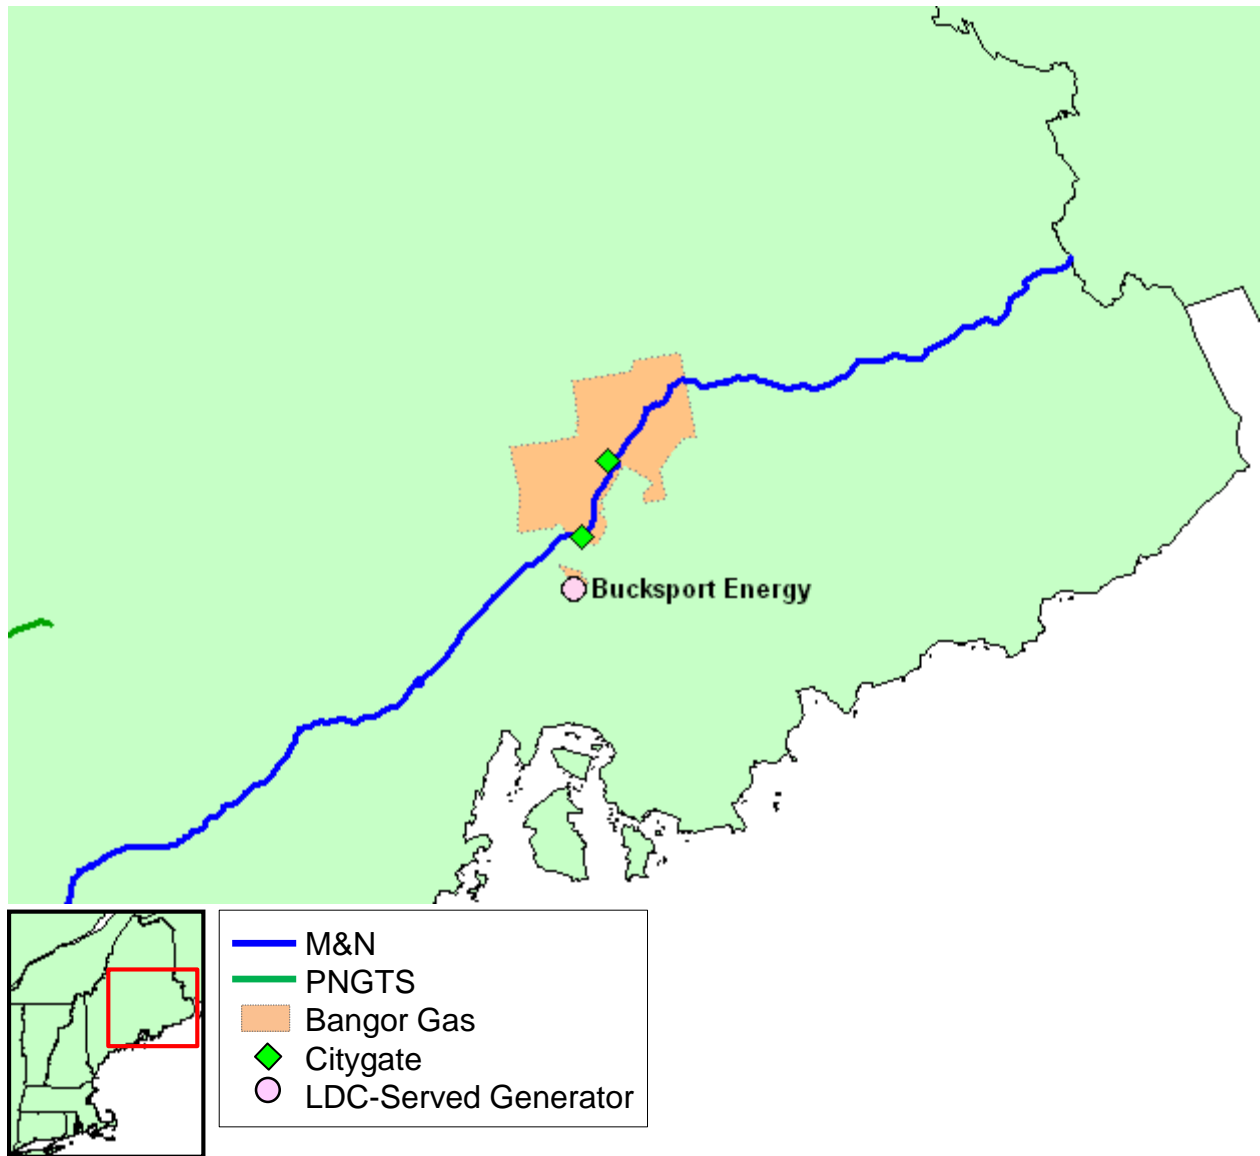 Bucksport Energy
M&N
PNGTS
Bangor Gas
Citygate
LDC-Served Generator